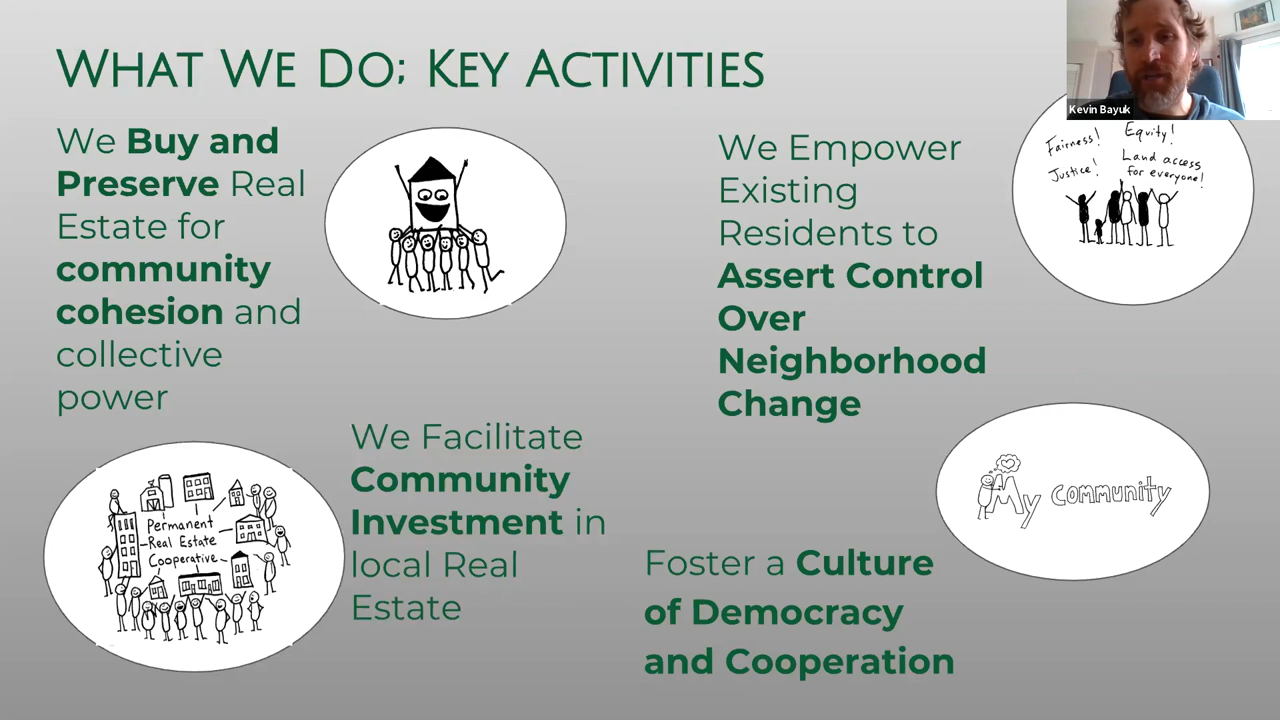 What We Do; Key Activities
We Buy and
Preserve Real
Estate for
community
cohesion and
collective
power
We Empower
Existing
Residents to
Assert Control
Over
Neighborhood
Change
Kevin Bayuk
Fairness!
Equity!
Justice!
Land access
for everyone!
Permanent
Real Estate
Cooperative
We Facilitate
Community
Investment in
local Real
Estate
My community
Foster a Culture
of Democracy
and Cooperation